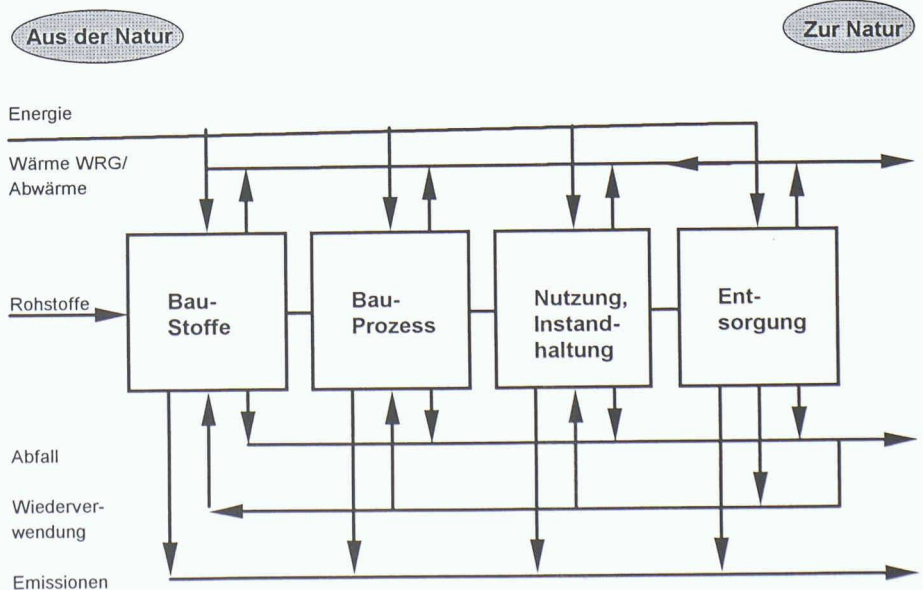 Aus der Natur
Zur Natur
Energie
Wärme WRG/
Abwärme
Rohstoffe
Bau-
Stoffe
Bau-
Prozess
Nutzung,
Instand-
haltung
Ent-
sorgung
Abfall
Wiederver-
wendung
Emissionen